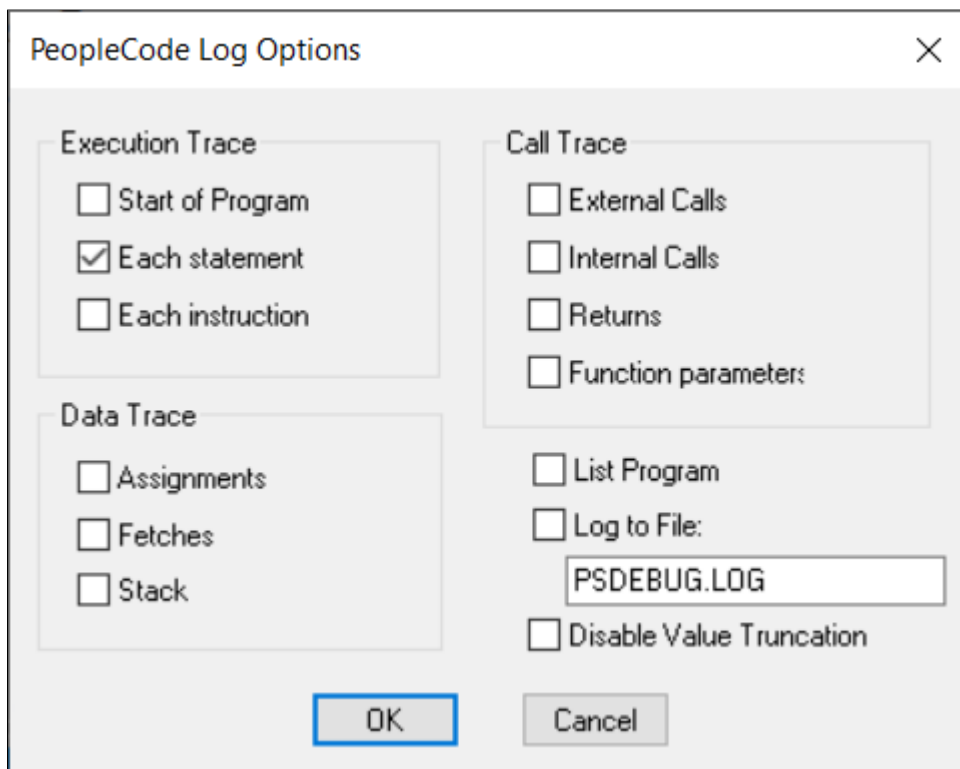 PeopleCode Log Options
Execution Trace
Start of Program
Each statement
Each instruction
Data Trace
Assignments
Fetches
Stack
Call Trace
External Calls
Internal Calls
Returns
Function parameters
List Program
Log to File:
PSDEBUG.LOG
Disable Value Truncation
OK
Cancel